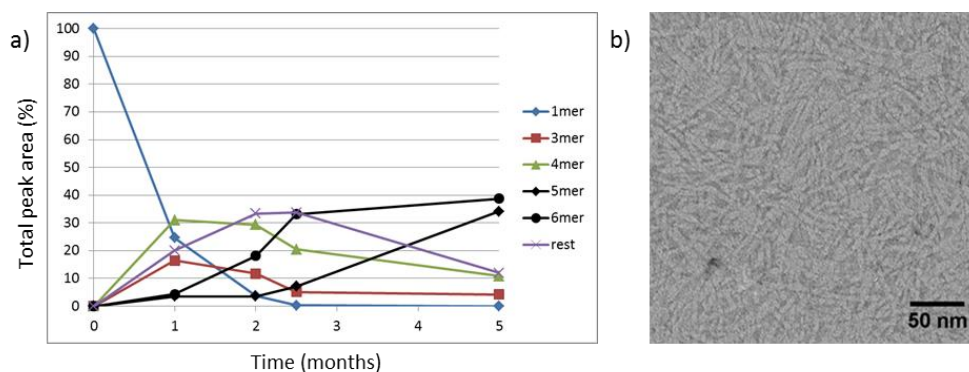 a)
Total peak area (%)
100
90
80
70
60
50
40
30
20
10
0
0 1 2 3 4 5
Time (months)
1mer
3mer
4mer
5mer
6mer
rest
b)
50 nm